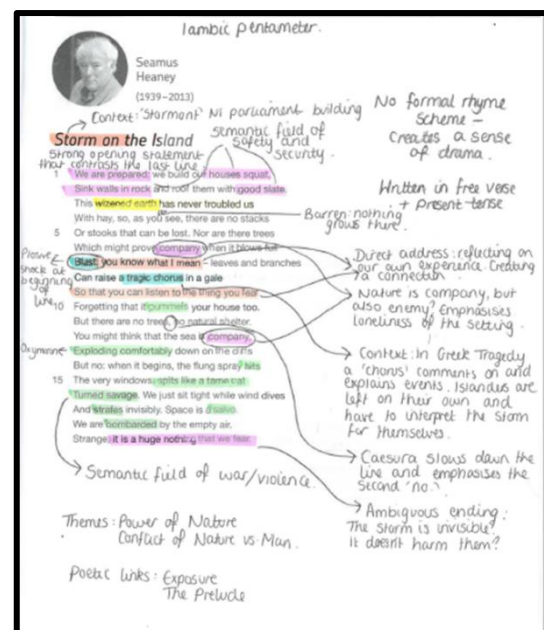 Iambic pentameter.
Seamus
Heaney
(1939–2013)
Context: 'Stormont' NI parliament building
Storm on the Island
semantic field of
safety and
security.
Strong opening statement
that contrasts the last line
No formal rhyme
scheme –
creates a sense
of drama.
Written in free verse
+ present tense
1 We are prepared: we build our houses squat,
Sink walls in rock and roof them with good slate.
This wizened earth has never troubled us
With hay, so, as you see, there are no stacks
5 Or stooks that can be lost. Nor are there trees
Which might prove company when it blows full
Blast: you know what I mean – leaves and branches
Can raise a tragic chorus in a gale
So that you can listen to the thing you fear
10 Forgetting that it pummels your house too.
But there are no trees, no natural shelter.
You might think that the sea is company,
Exploding comfortably down on the cliffs
But no: when it begins, the flung spray hits
15 The very windows, spits like a tame cat
Turned savage. We just sit tight while wind dives
And strafes invisibly. Space is a salvo.
We are bombarded by the empty air.
Strange, it is a huge nothing that we fear.
Barren: nothing
grows there.
Plosive
shock at
beginning
of
line.
Oxymoron
Direct address: reflecting on
our own experience. Creating
a connection.
Nature is company, but
also enemy? Emphasises
loneliness of the setting.
Context: In Greek Tragedy
a 'chorus' comments on and
explains events. Islanders are
left on their own and
have to interpret the storm
for themselves.
Caesura slows down the
line and emphasises the
second 'no'.
Ambiguous ending:
The storm is invisible?
It doesn't harm them?
Semantic field of war/violence.
Themes: Power of Nature
Conflict of Nature vs. Man.
Poetic links: Exposure
The Prelude